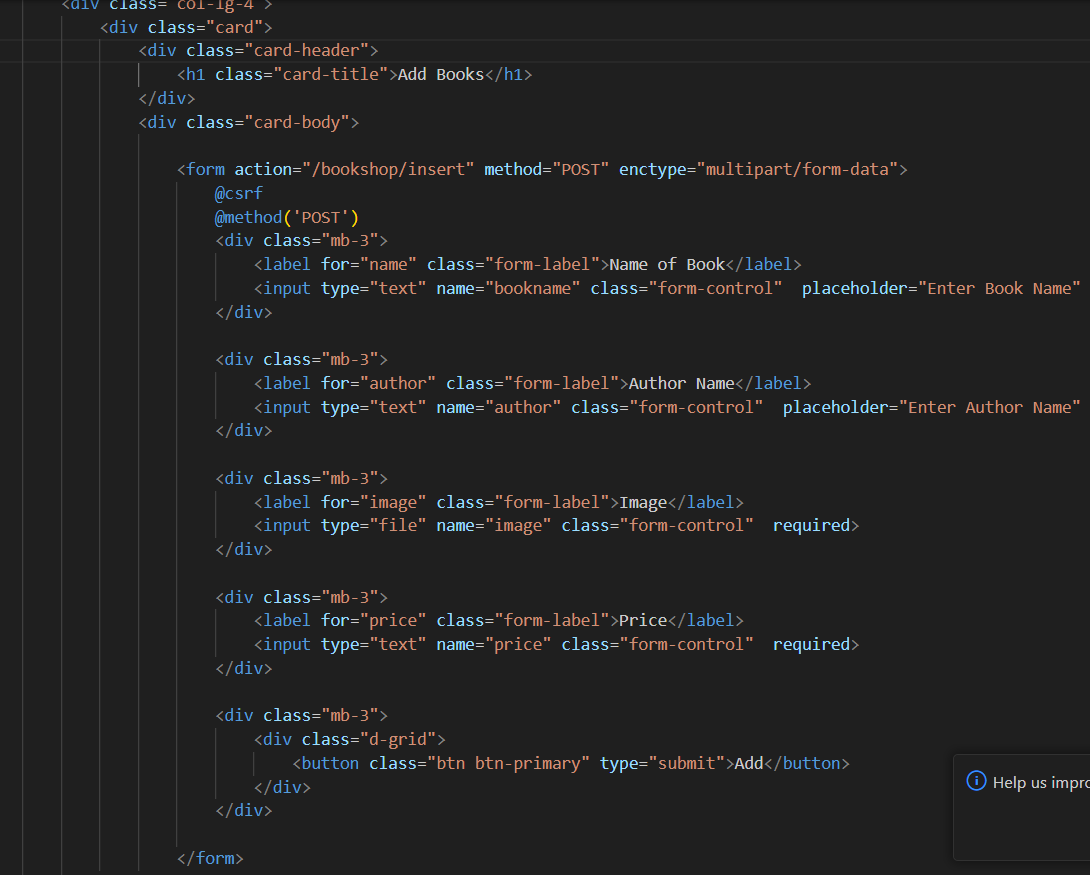 <div class="col-lg-4">
<div class="card">
<div class="card-header">
<h1 class="card-title">Add Books</h1>
</div>
<div class="card-body">
<form action="/bookshop/insert" method="POST" enctype="multipart/form-data">
@csrf
@method('POST')
<div class="mb-3">
<label for="name" class="form-label">Name of Book</label>
<input type="text" name="bookname" class="form-control"  placeholder="Enter Book Name"
</div>
<div class="mb-3">
<label for="author" class="form-label">Author Name</label>
<input type="text" name="author" class="form-control"  placeholder="Enter Author Name"
</div>
<div class="mb-3">
<label for="image" class="form-label">Image</label>
<input type="file" name="image" class="form-control"  required>
</div>
<div class="mb-3">
<label for="price" class="form-label">Price</label>
<input type="text" name="price" class="form-control"  required>
</div>
<div class="mb-3">
<div class="d-grid">
<button class="btn btn-primary" type="submit">Add</button>
</div>
</div>
</form>
Help us impro